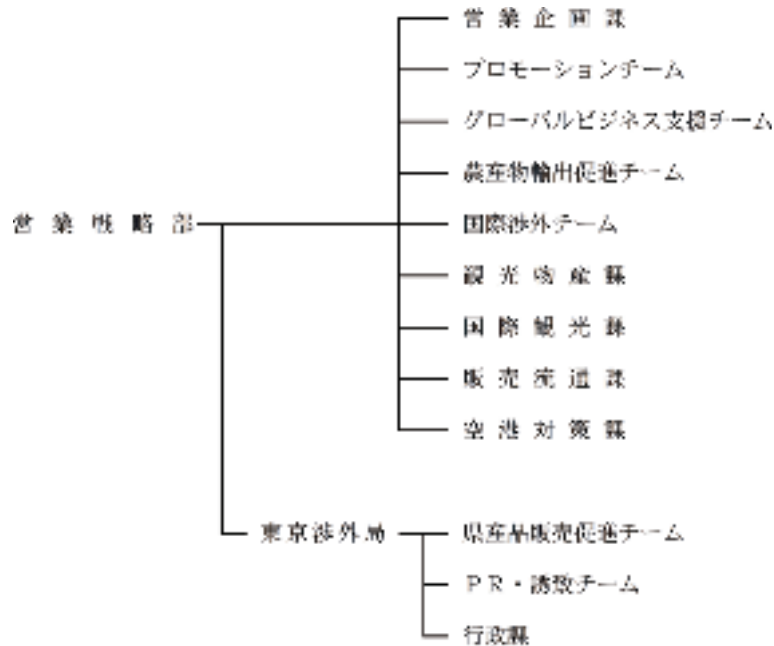 営業企画課
プロモーションチーム
グローバルビジネス支援チーム
農産物輸出促進チーム
営業戦略部
国際渉外チーム
観光物産課
国際観光課
販売流通課
空港対策課
東京渉外局
県産品販売促進チーム
PR・誘致チーム
行政課